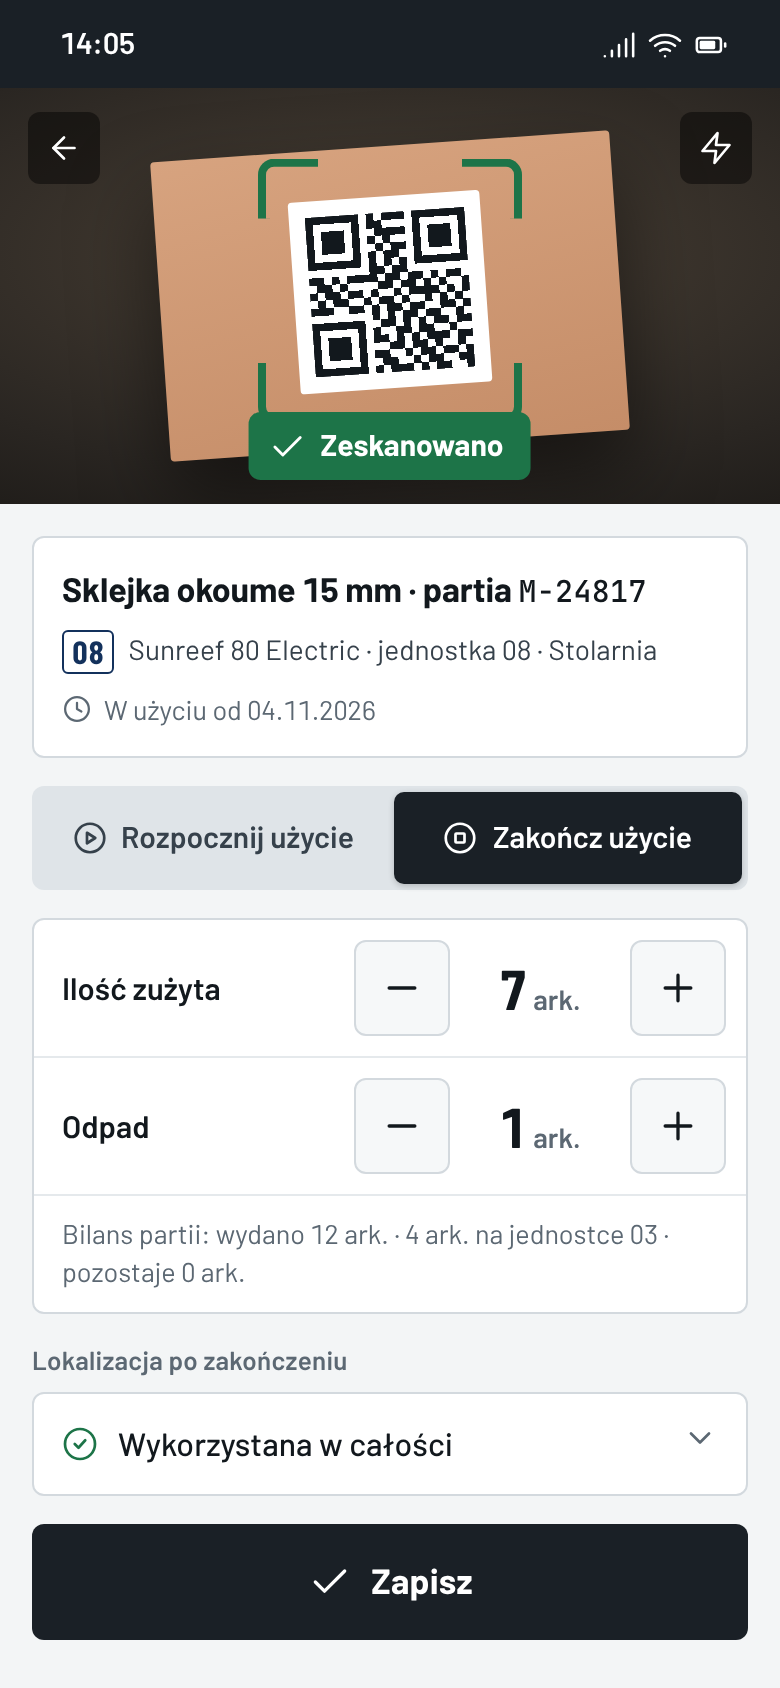 14:05
Zeskanowano
Sklejka okoume 15 mm · partia M-24817
08 Sunreef 80 Electric · jednostka 08 · Stolarnia
W użyciu od 04.11.2026
Rozpocznij użycie
Zakończ użycie
Ilość zużyta
7 ark.
Odpad
1 ark.
Bilans partii: wydano 12 ark. · 4 ark. na jednostce 03 ·
pozostaje 0 ark.
Lokalizacja po zakończeniu
Wykorzystana w całości
Zapisz